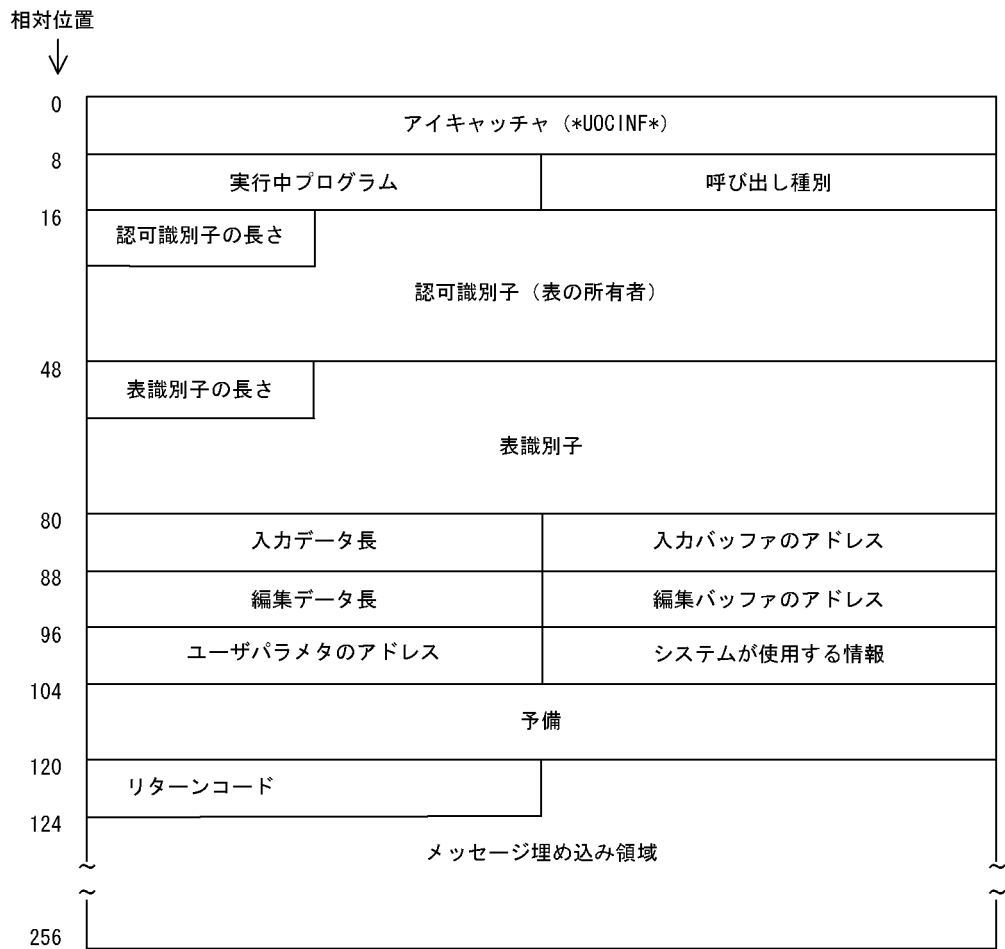 相対位置
0
アイキャッチャ（*UOCINF*）
8
実行中プログラム
呼び出し種別
16
認可識別子の長さ
認可識別子（表の所有者）
48
表識別子の長さ
表識別子
80
入力データ長
入力バッファのアドレス
88
編集データ長
編集バッファのアドレス
96
ユーザパラメタのアドレス
システムが使用する情報
104
予備
120
リターンコード
124
メッセージ埋め込み領域
256